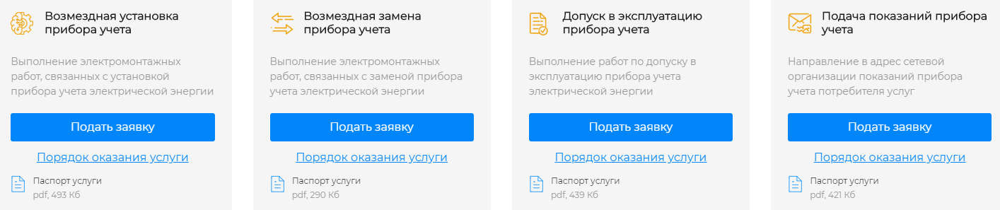 Возмездная установка
прибора учета
Выполнение электромонтажных
работ, связанных с установкой
прибора учета электрической энергии
Подать заявку
Порядок оказания услуги
Паспорт услуги
pdf, 493 Кб
Возмездная замена
прибора учета
Выполнение электромонтажных
работ, связанных с заменой прибора
учета электрической энергии
Подать заявку
Порядок оказания услуги
Паспорт услуги
pdf, 290 Кб
Допуск в эксплуатацию
прибора учета
Выполнение работ по допуску в
эксплуатацию прибора учета
электрической энергии
Подать заявку
Порядок оказания услуги
Паспорт услуги
pdf, 439 Кб
Подача показаний прибора
учета
Направление в адрес сетевой
организации показаний прибора
учета потребителя услуг
Подать заявку
Порядок оказания услуги
Паспорт услуги
pdf, 421 Кб